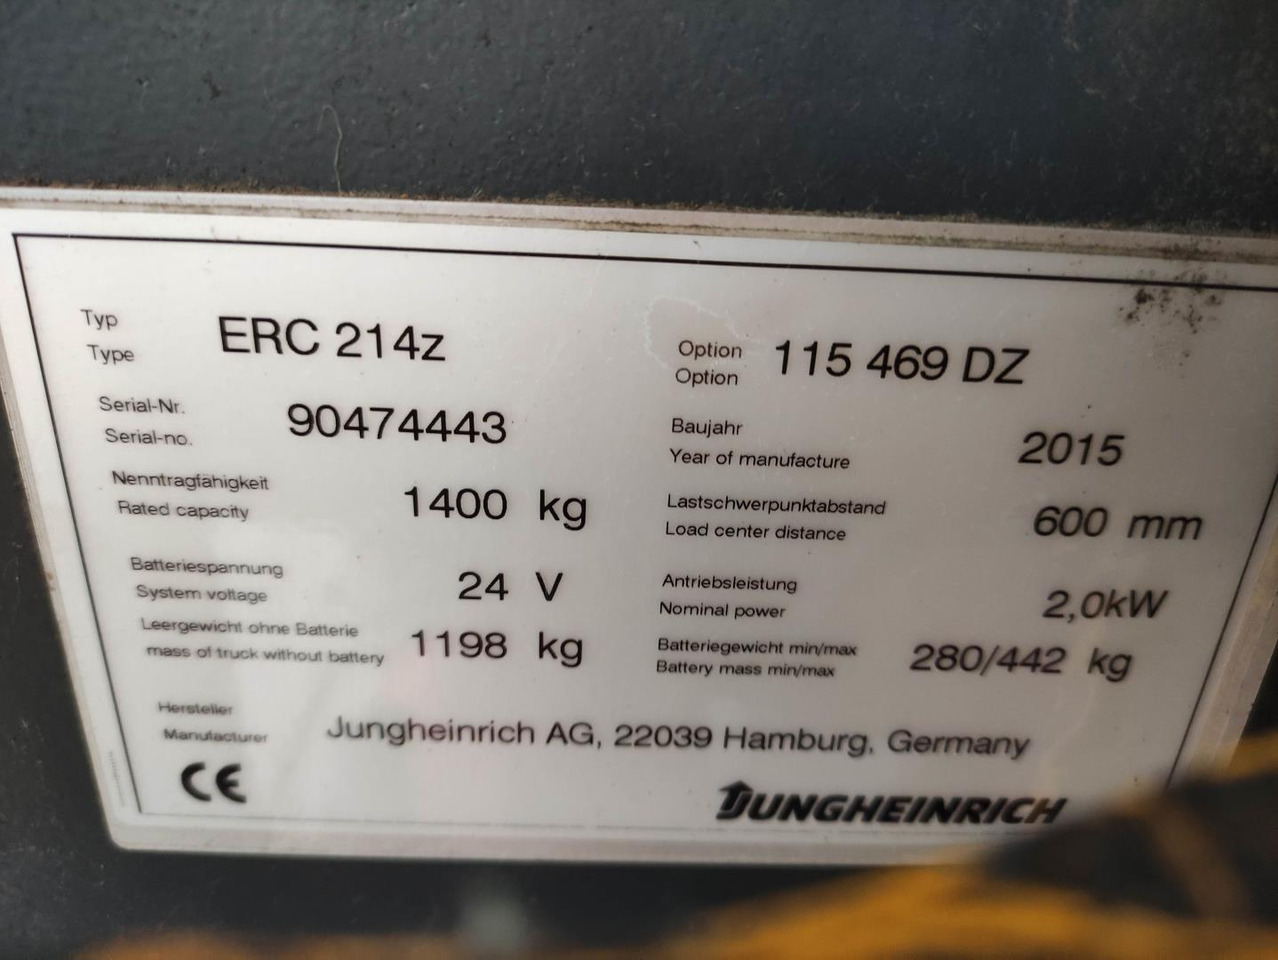 Typ
Type
ERC 214z
Option
Option
115 469 DZ
Serial-Nr.
Serial-no.
90474443
Baujahr
Year of manufacture
2015
Nenntragfähigkeit
Rated capacity
1400 kg
Lastschwerpunktabstand
Load center distance
600 mm
Batteriespannung
System voltage
24 V
Antriebsleistung
Nominal power
2,0kW
Leergewicht ohne Batterie
mass of truck without battery
1198 kg
Batteriegewicht min/max
Battery mass min/max
280/442 kg
Hersteller
Manufacturer
Jungheinrich AG, 22039 Hamburg, Germany
CE
JUNGHEINRICH